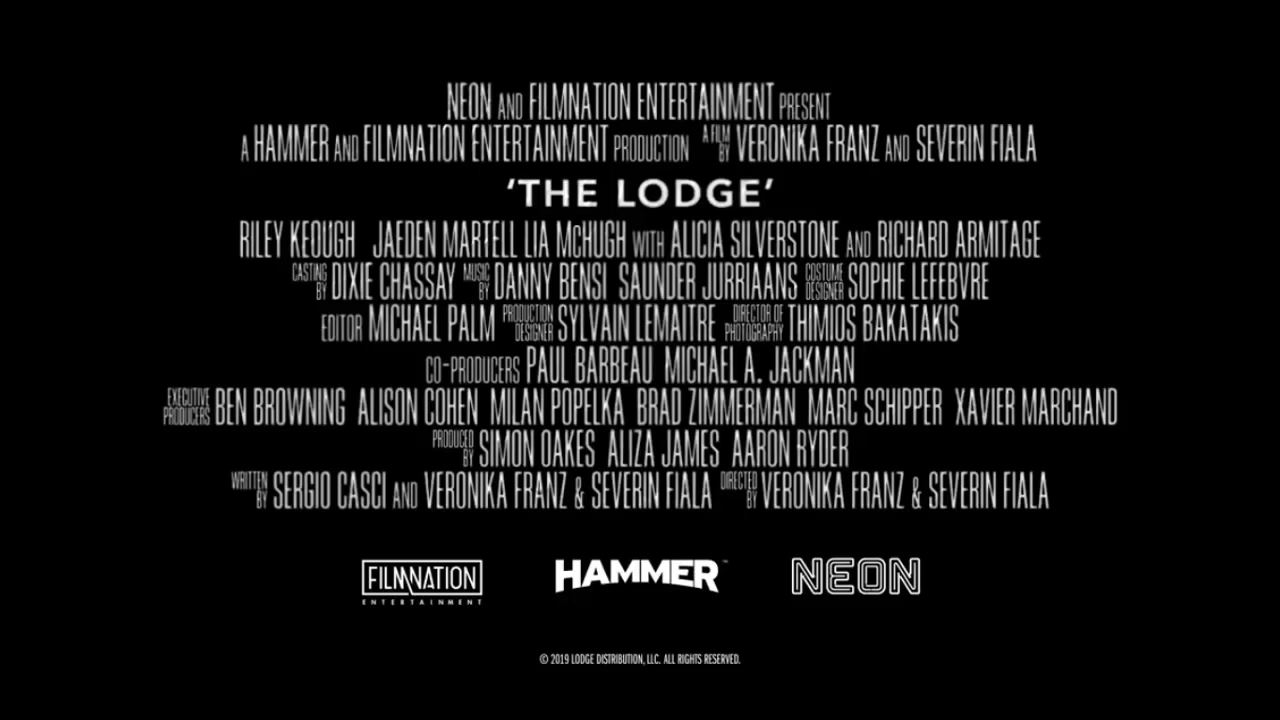 NEON AND FILMNATION ENTERTAINMENT PRESENT
A HAMMER AND FILMNATION ENTERTAINMENT PRODUCTION A FILM BY VERONIKA FRANZ AND SEVERIN FIALA
'THE LODGE'
RILEY KEOUGH JAEDEN MARTELL LIA McHUGH WITH ALICIA SILVERSTONE AND RICHARD ARMITAGE
CASTING BY DIXIE CHASSAY MUSIC BY DANNY BENSI SAUNDER JURRIAANS COSTUME DESIGNER SOPHIE LEFEBVRE
EDITOR MICHAEL PALM PRODUCTION DESIGNER SYLVAIN LEMAITRE DIRECTOR OF PHOTOGRAPHY THIMIOS BAKATAKIS
CO-PRODUCERS PAUL BARBEAU MICHAEL A. JACKMAN
EXECUTIVE PRODUCERS BEN BROWNING ALISON COHEN MILAN POPELKA BRAD ZIMMERMAN MARC SCHIPPER XAVIER MARCHAND
PRODUCED BY SIMON OAKES ALIZA JAMES AARON RYDER
WRITTEN BY SERGIO CASCI AND VERONIKA FRANZ & SEVERIN FIALA DIRECTED BY VERONIKA FRANZ & SEVERIN FIALA
FILMNATION ENTERTAINMENT HAMMER™ NEON
© 2019 LODGE DISTRIBUTION, LLC. ALL RIGHTS RESERVED.